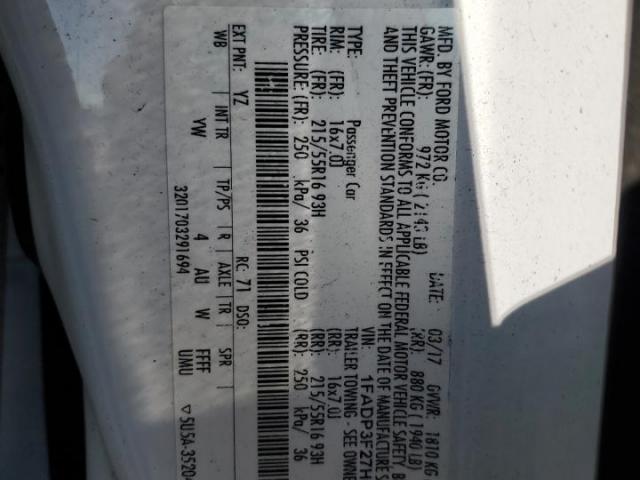 MFD. BY FORD MOTOR CO.
DATE: 03/17 GVWR: 1810 KG
GAWR: (FR): 972 KG ( LB) (RR): 880 KG ( 1940 LB)
THIS VEHICLE CONFORMS TO ALL APPLICABLE FEDERAL MOTOR VEHICLE SAFETY B
AND THEFT PREVENTION STANDARDS IN EFFECT ON THE DATE OF MANUFACTURE S
VIN: 1FADP3F27H
TYPE: Passenger Car TRAILER TOWING - SEE OWNE
RIM: (FR): 16x7.0J (RR): 16x7.0J
TIRE: (FR): 215/55R16 93H (RR): 215/55R16 93H
PRESSURE: (FR): 250 kPa/ 36 PSI COLD (RR): 250 kPa/ 36
EXT PNT: YZ RC: 71 DSO:
WB INT TR TP/PS R AXLE TR SPR
YW 4 AU W FFFF UMU
3201703291694 ▽5U5A-3520